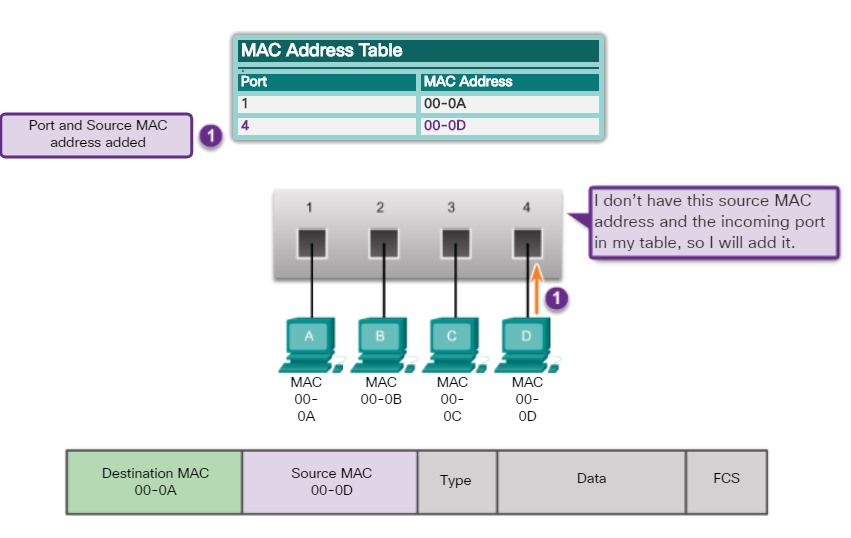 MAC Address Table
Port MAC Address
1 00-0A
4 00-0D
Port and Source MAC
address added
1
1 2 3 4
I don't have this source MAC
address and the incoming port
in my table, so I will add it.
1
A B C D
MAC
00-
0A
MAC
00-0B
MAC
00-
0C
MAC
00-
0D
Destination MAC
00-0A
Source MAC
00-0D
Type
Data
FCS